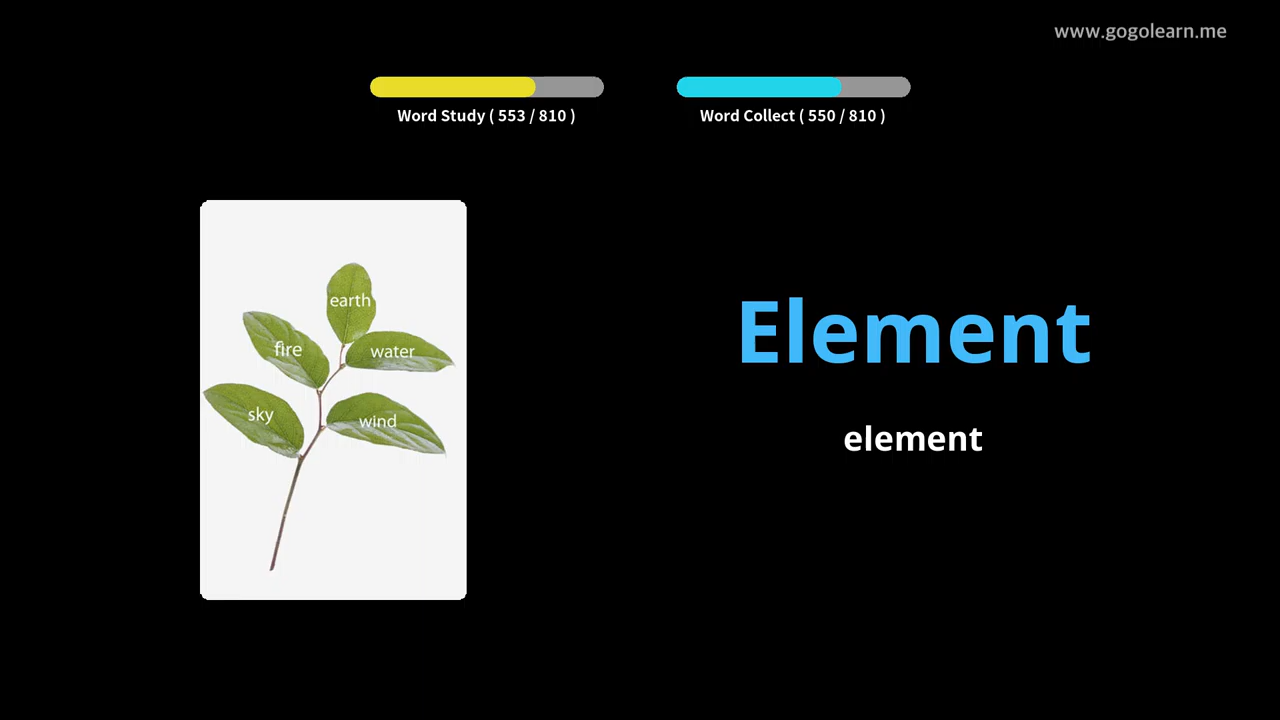 www.gogolearn.me
Word Study ( 553 / 810 )
Word Collect ( 550 / 810 )
earth
fire
water
sky
wind
Element
element